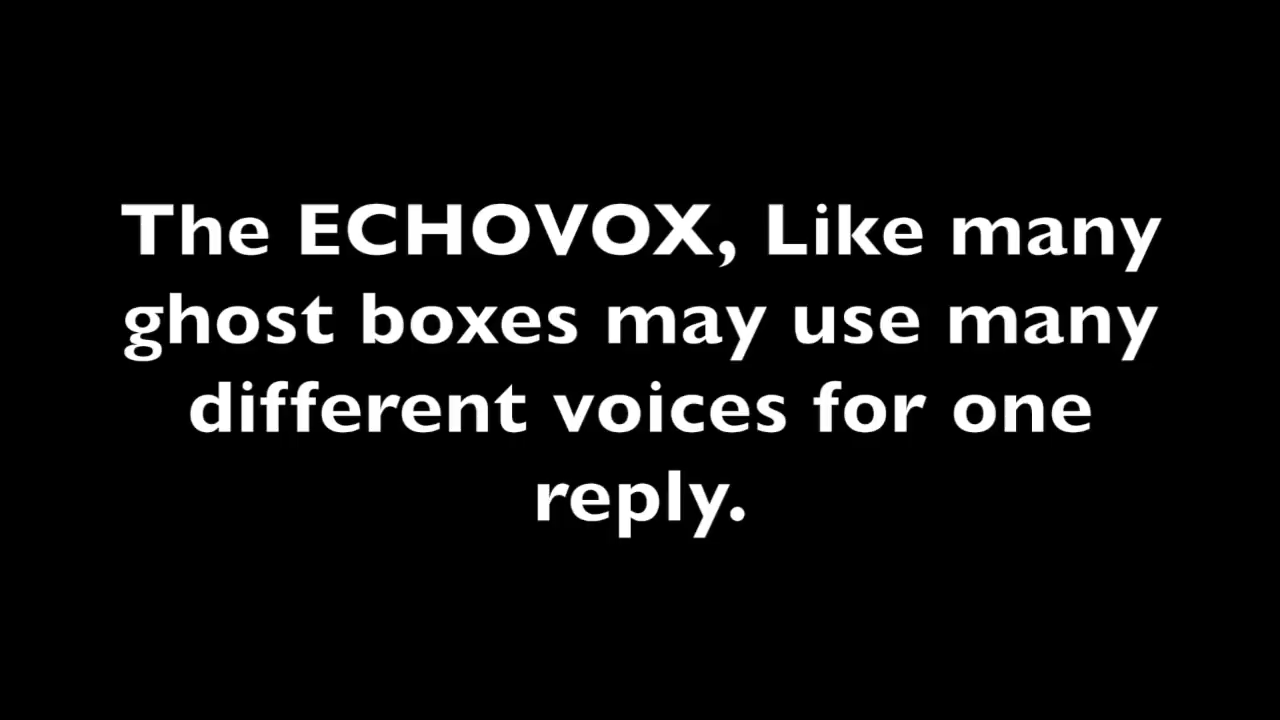 The ECHOVOX, Like many
ghost boxes may use many
different voices for one
reply.